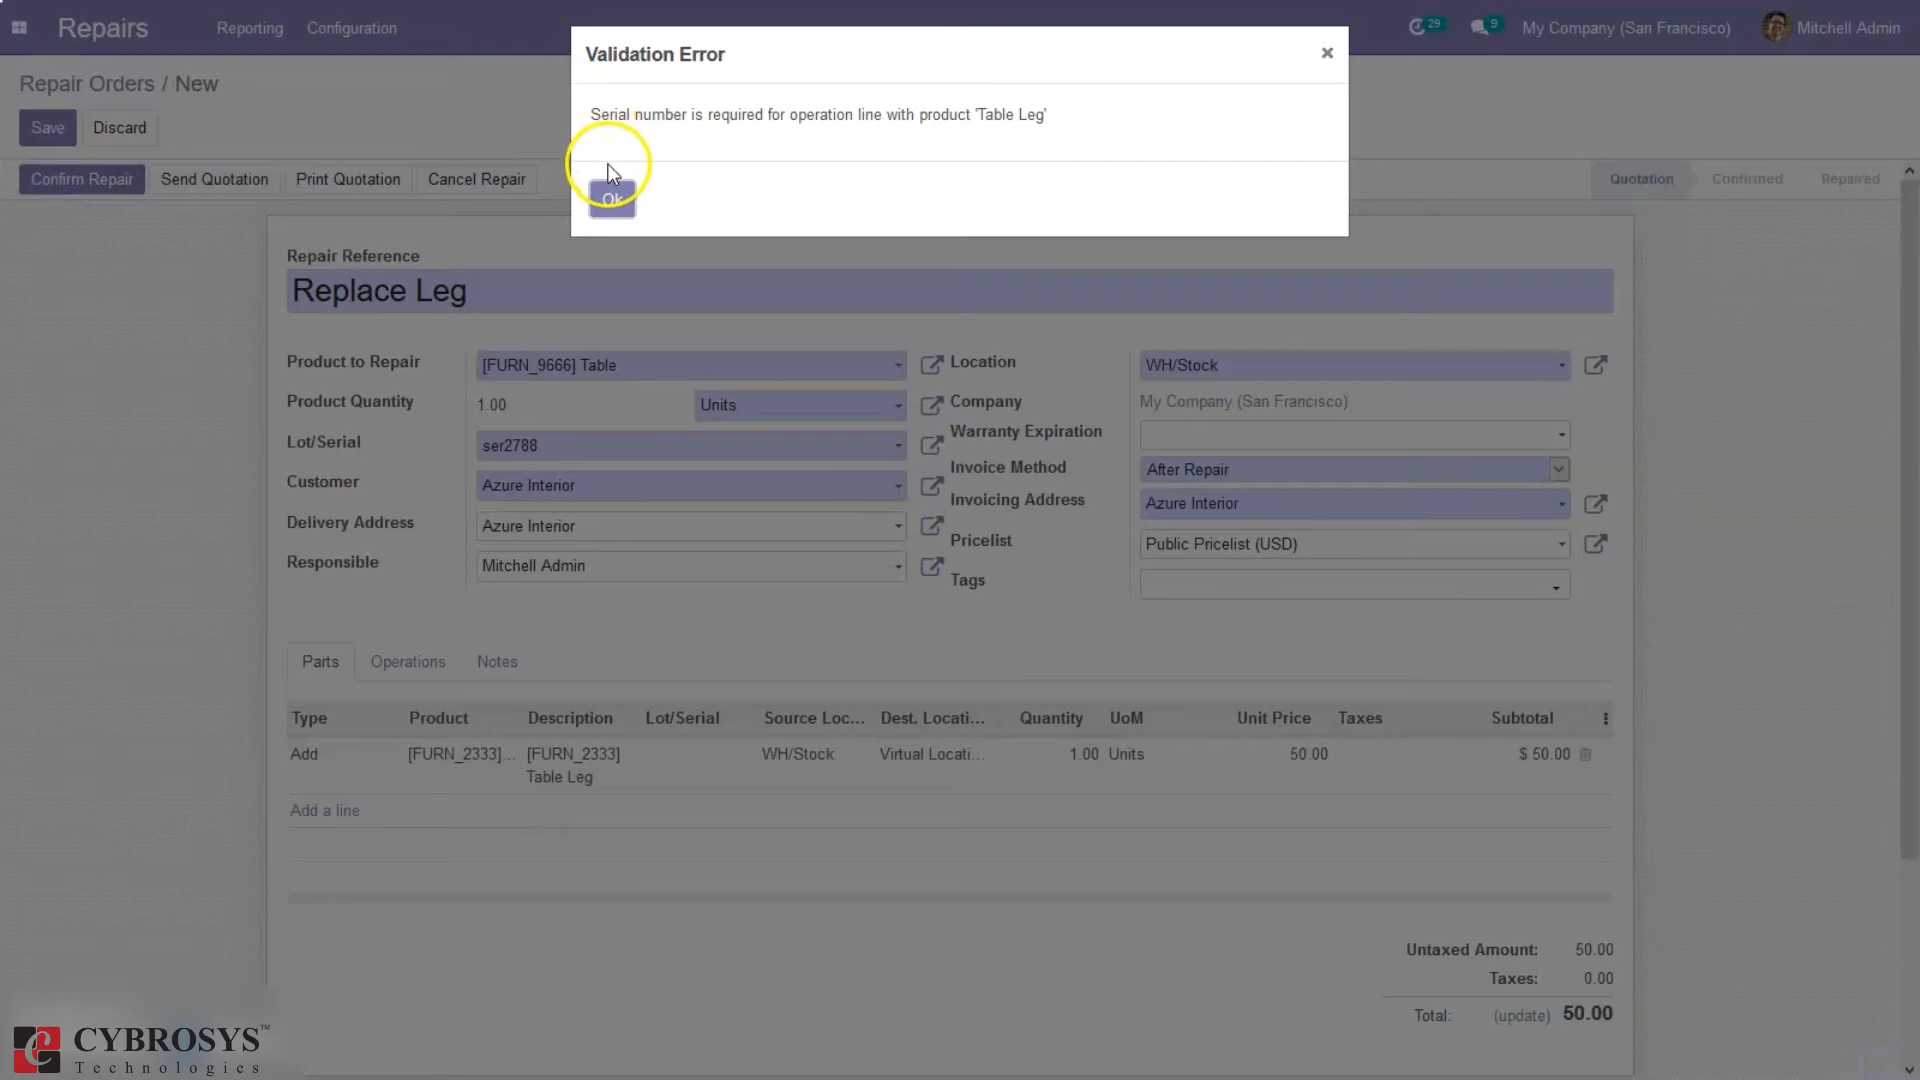 Repairs
Reporting
Configuration
29
9
My Company (San Francisco)
Mitchell Admin
Validation Error
×
Serial number is required for operation line with product 'Table Leg'
Ok
Repair Orders / New
Save
Discard
Confirm Repair
Send Quotation
Print Quotation
Cancel Repair
Quotation
Confirmed
Repaired
Repair Reference
Replace Leg
Product to Repair
[FURN_9666] Table
Product Quantity
1.00
Units
Lot/Serial
ser2788
Customer
Azure Interior
Delivery Address
Azure Interior
Responsible
Mitchell Admin
Location
WH/Stock
Company
My Company (San Francisco)
Warranty Expiration
Invoice Method
After Repair
Invoicing Address
Azure Interior
Pricelist
Public Pricelist (USD)
Tags
Parts
Operations
Notes
Type Product Description Lot/Serial Source Loc... Dest. Locati... Quantity UoM Unit Price Taxes Subtotal
Add [FURN_2333]... [FURN_2333] WH/Stock Virtual Locati... 1.00 Units 50.00 $ 50.00
Table Leg
Add a line
Untaxed Amount: 50.00
Taxes: 0.00
Total: (update) 50.00
CYBROSYS™
Technologies